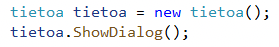 tietoa tietoa = new tietoa();
tietoa.ShowDialog();